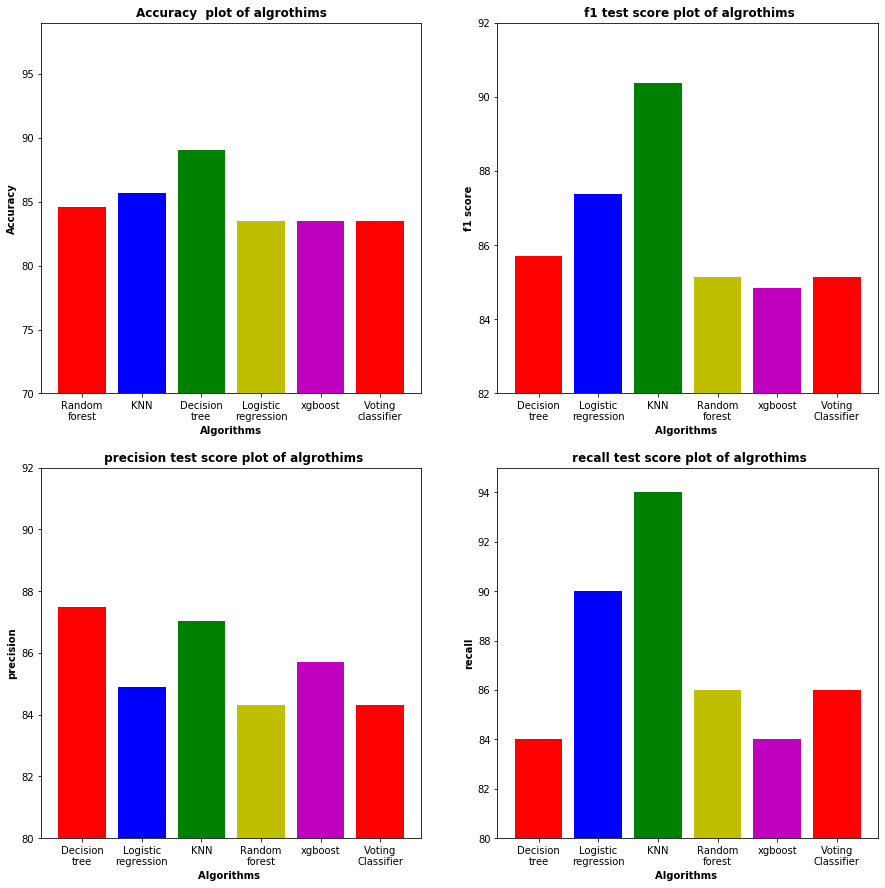 Accuracy  plot of algrothims
Accuracy
95
90
85
80
75
70
Random
forest
KNN
Decision
tree
Logistic
regression
xgboost
Voting
classifier
Algorithms
f1 test score plot of algrothims
f1 score
92
90
88
86
84
82
Decision
tree
Logistic
regression
KNN
Random
forest
xgboost
Voting
Classifier
Algorithms
precision test score plot of algrothims
precision
92
90
88
86
84
82
80
Decision
tree
Logistic
regression
KNN
Random
forest
xgboost
Voting
Classifier
Algorithms
recall test score plot of algrothims
recall
94
92
90
88
86
84
82
80
Decision
tree
Logistic
regression
KNN
Random
forest
xgboost
Voting
Classifier
Algorithms